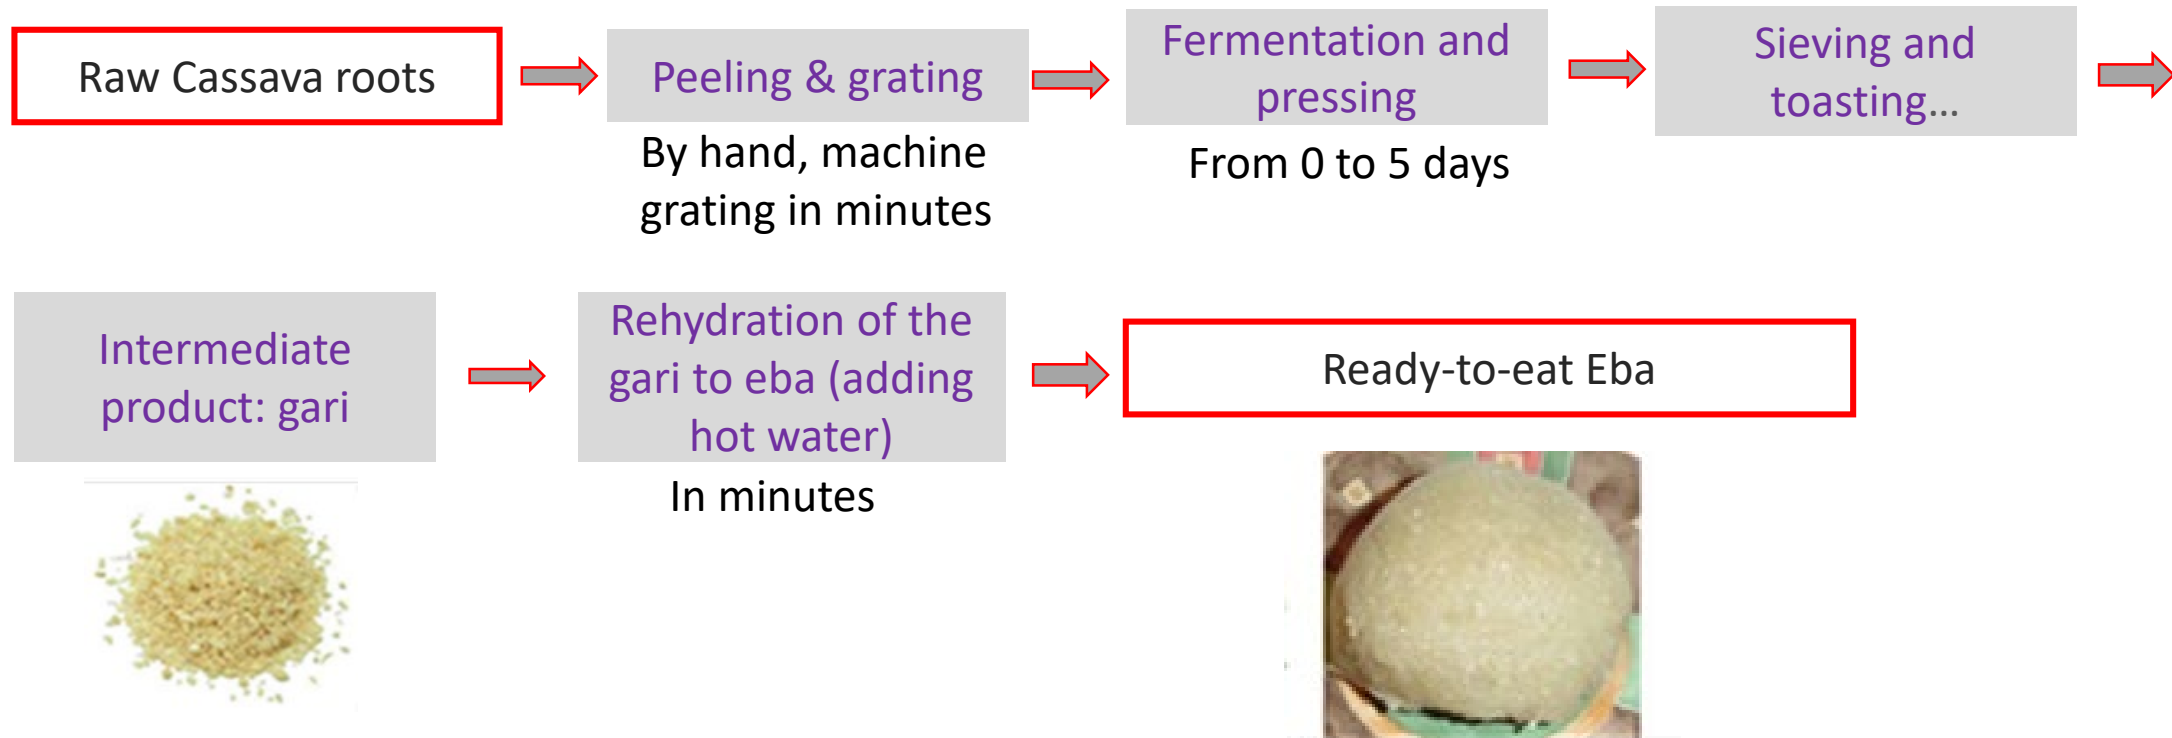 Raw Cassava roots
Peeling & grating
By hand, machine
grating in minutes
Fermentation and
pressing
From 0 to 5 days
Sieving and
toasting...
Intermediate
product: gari
Rehydration of the
gari to eba (adding
hot water)
In minutes
Ready-to-eat Eba